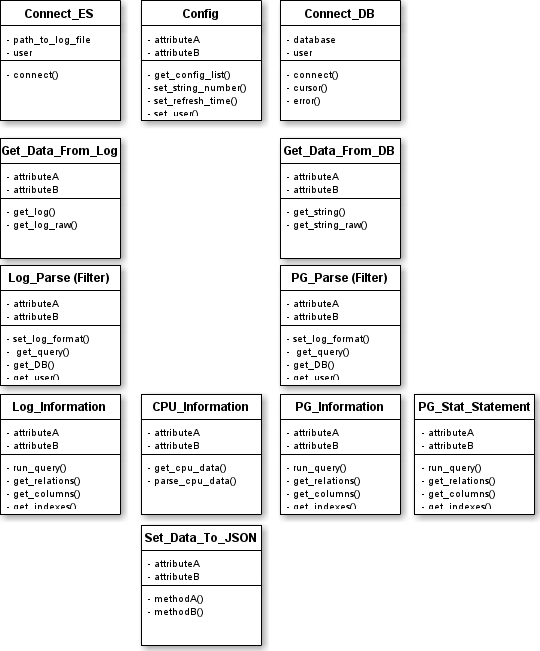 Connect_ES
- path_to_log_file
- user
- connect()
Config
- attributeA
- attributeB
- get_config_list()
- set_string_number()
- set_refresh_time()
- set_user()
Connect_DB
- database
- user
- connect()
- cursor()
- error()
Get_Data_From_Log
- attributeA
- attributeB
- get_log()
- get_log_raw()
Get_Data_From_DB
- attributeA
- attributeB
- get_string()
- get_string_raw()
Log_Parse (Filter)
- attributeA
- attributeB
- set_log_format()
- get_query()
- get_DB()
- get_user()
PG_Parse (Filter)
- attributeA
- attributeB
- set_log_format()
- get_query()
- get_DB()
- get_user()
Log_Information
- attributeA
- attributeB
- run_query()
- get_relations()
- get_columns()
- get_indexes()
CPU_Information
- attributeA
- attributeB
- get_cpu_data()
- parse_cpu_data()
PG_Information
- attributeA
- attributeB
- run_query()
- get_relations()
- get_columns()
- get_indexes()
PG_Stat_Statement
- attributeA
- attributeB
- run_query()
- get_relations()
- get_columns()
- get_indexes()
Set_Data_To_JSON
- attributeA
- attributeB
- methodA()
- methodB()